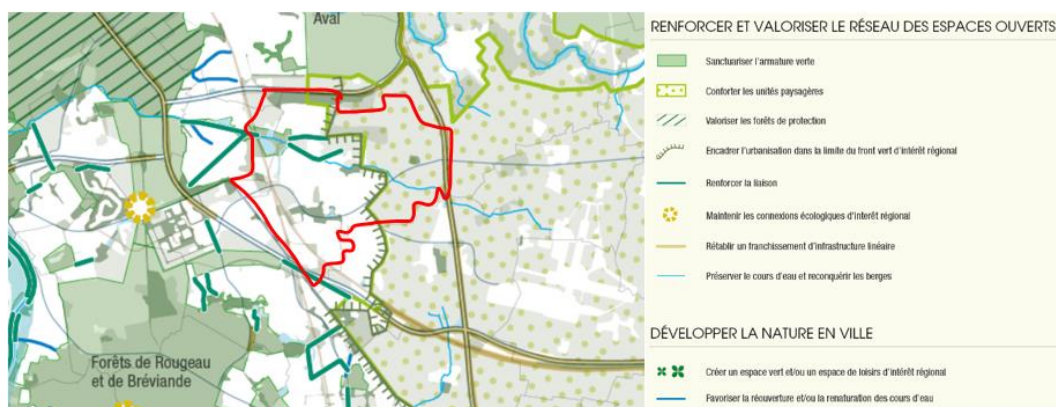 Aval
Forêts de Rougeau
et de Bréviande
RENFORCER ET VALORISER LE RÉSEAU DES ESPACES OUVERTS
Sanctuariser l'armature verte
Conforter les unités paysagères
Valoriser les forêts de protection
Encadrer l'urbanisation dans la limite du front vert d'intérêt régional
Renforcer la liaison
Maintenir les connexions écologiques d'intérêt régional
Rétablir un franchissement d'infrastructure linéaire
Préserver le cours d'eau et reconquérir les berges
DÉVELOPPER LA NATURE EN VILLE
Créer un espace vert et/ou un espace de loisirs d'intérêt régional
Favoriser la réouverture et/ou la renaturation des cours d'eau